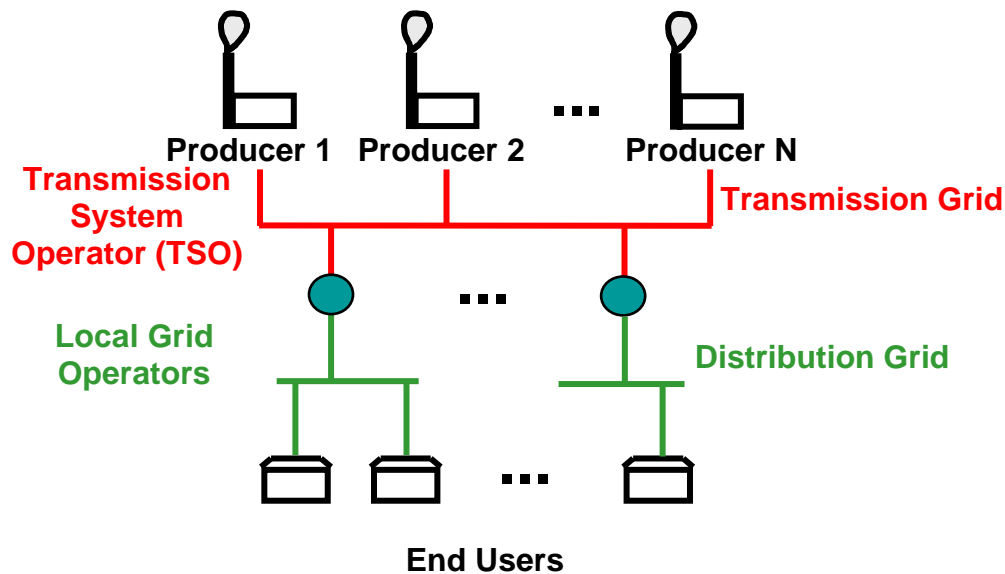 Producer 1
Producer 2
Producer N
Transmission
System
Operator (TSO)
Transmission Grid
Local Grid
Operators
Distribution Grid
End Users